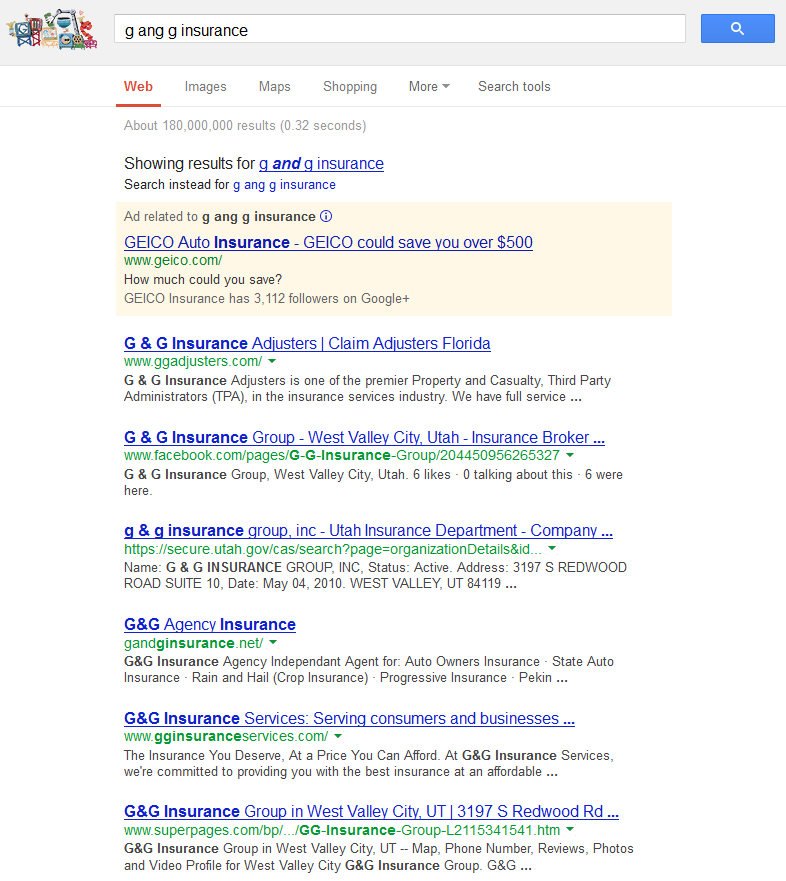 g ang g insurance
Web Images Maps Shopping More Search tools
About 180,000,000 results (0.32 seconds)
Showing results for g and g insurance
Search instead for g ang g insurance
Ad related to g ang g insurance
GEICO Auto Insurance - GEICO could save you over $500
www.geico.com/
How much could you save?
GEICO Insurance has 3,112 followers on Google+
G & G Insurance Adjusters | Claim Adjusters Florida
www.ggadjusters.com/
G & G Insurance Adjusters is one of the premier Property and Casualty, Third Party
Administrators (TPA), in the insurance services industry. We have full service ...
G & G Insurance Group - West Valley City, Utah - Insurance Broker ...
www.facebook.com/pages/G-G-Insurance-Group/204450956265327
G & G Insurance Group, West Valley City, Utah. 6 likes · 0 talking about this · 6 were
here.
g & g insurance group, inc - Utah Insurance Department - Company ...
https://secure.utah.gov/cas/search?page=organizationDetails&id...
Name: G & G INSURANCE GROUP, INC, Status: Active. Address: 3197 S REDWOOD
ROAD SUITE 10, Date: May 04, 2010. WEST VALLEY, UT 84119 ...
G&G Agency Insurance
gandginsurance.net/
G&G Insurance Agency Independant Agent for: Auto Owners Insurance · State Auto
Insurance · Rain and Hail (Crop Insurance) · Progressive Insurance · Pekin ...
G&G Insurance Services: Serving consumers and businesses ...
www.gginsuranceservices.com/
The Insurance You Deserve, At a Price You Can Afford. At G&G Insurance Services,
we're committed to providing you with the best insurance at an affordable ...
G&G Insurance Group in West Valley City, UT | 3197 S Redwood Rd ...
www.superpages.com/bp/.../GG-Insurance-Group-L2115341541.htm
G&G Insurance Group in West Valley City, UT -- Map, Phone Number, Reviews, Photos
and Video Profile for West Valley City G&G Insurance Group. G&G ...